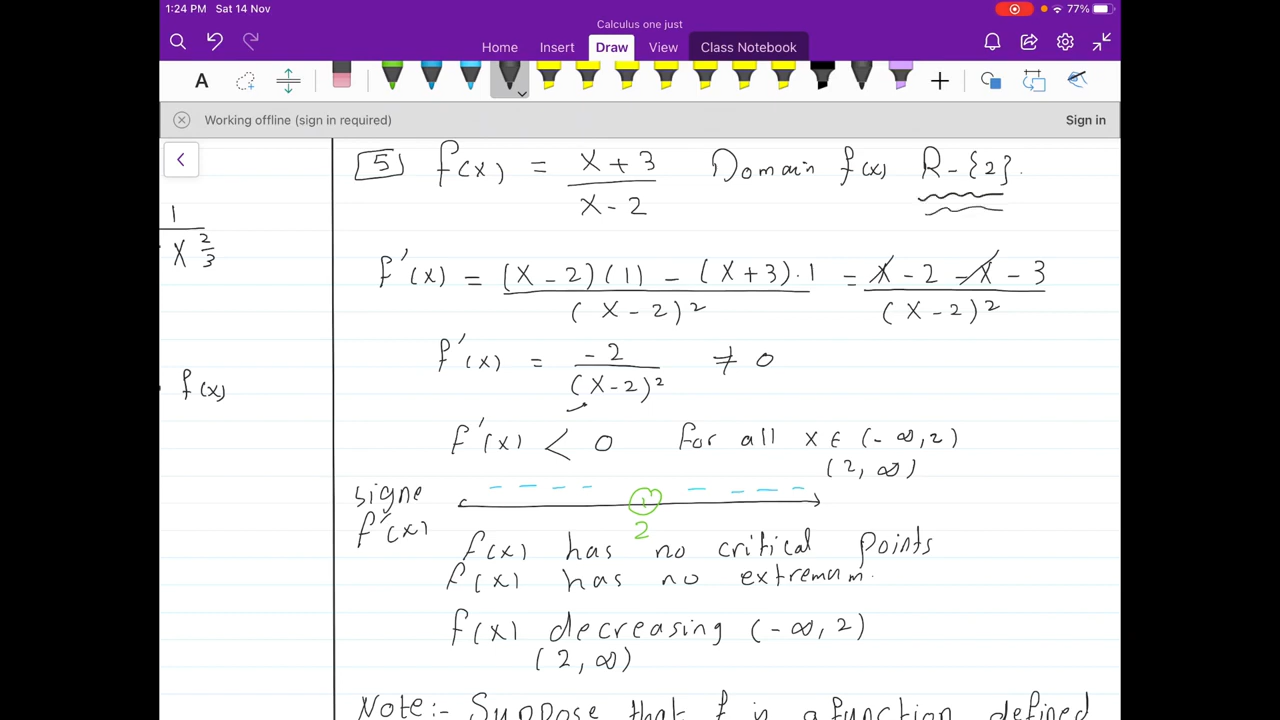 1:24 PM Sat 14 Nov
77%
Calculus one just
Home Insert Draw View Class Notebook
A
Working offline (sign in required) Sign in
5 f(x) = x + 3 / x - 2 Domain f(x) R - {2}.
1 / x^2/3
f'(x) = (x - 2)(1) - (x + 3)·1 / (x - 2)² = x - 2 - x - 3 / (x - 2)²
f'(x) = -2 / (x - 2)² ≠ 0
f(x)
f'(x) < 0 for all x ∈ (-∞, 2)
(2, ∞)
signe
f'(x)
2
f(x) has no critical points
f(x) has no extremam.
f(x) decreasing (-∞, 2)
(2, ∞)
Note:- Suppose that f is a function defined